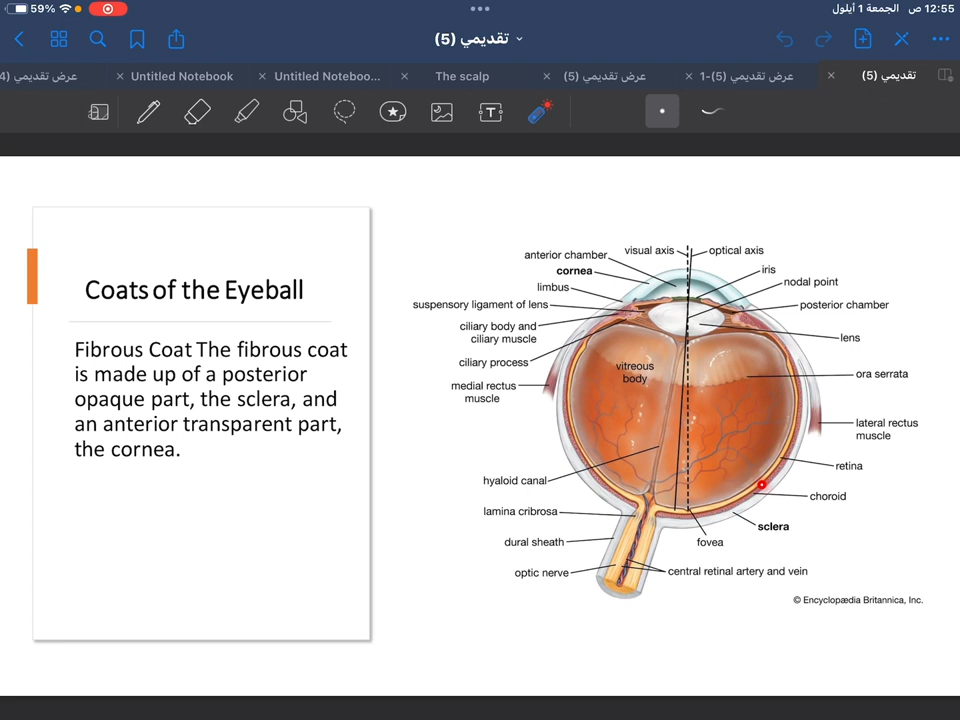 59%
12:55 ص الجمعة 1 أيلول
تقديمي (5)
عرض تقديمي (4
Untitled Notebook
Untitled Noteboo...
The scalp
عرض تقديمي (5)
عرض تقديمي (5)-1
تقديمي (5)
Coats of the Eyeball
Fibrous Coat The fibrous coat
is made up of a posterior
opaque part, the sclera, and
an anterior transparent part,
the cornea.
anterior chamber
visual axis
optical axis
cornea
iris
limbus
nodal point
suspensory ligament of lens
posterior chamber
ciliary body and
ciliary muscle
lens
ciliary process
vitreous
body
ora serrata
medial rectus
muscle
lateral rectus
muscle
retina
hyaloid canal
choroid
lamina cribrosa
sclera
dural sheath
fovea
optic nerve
central retinal artery and vein
© Encyclopædia Britannica, Inc.